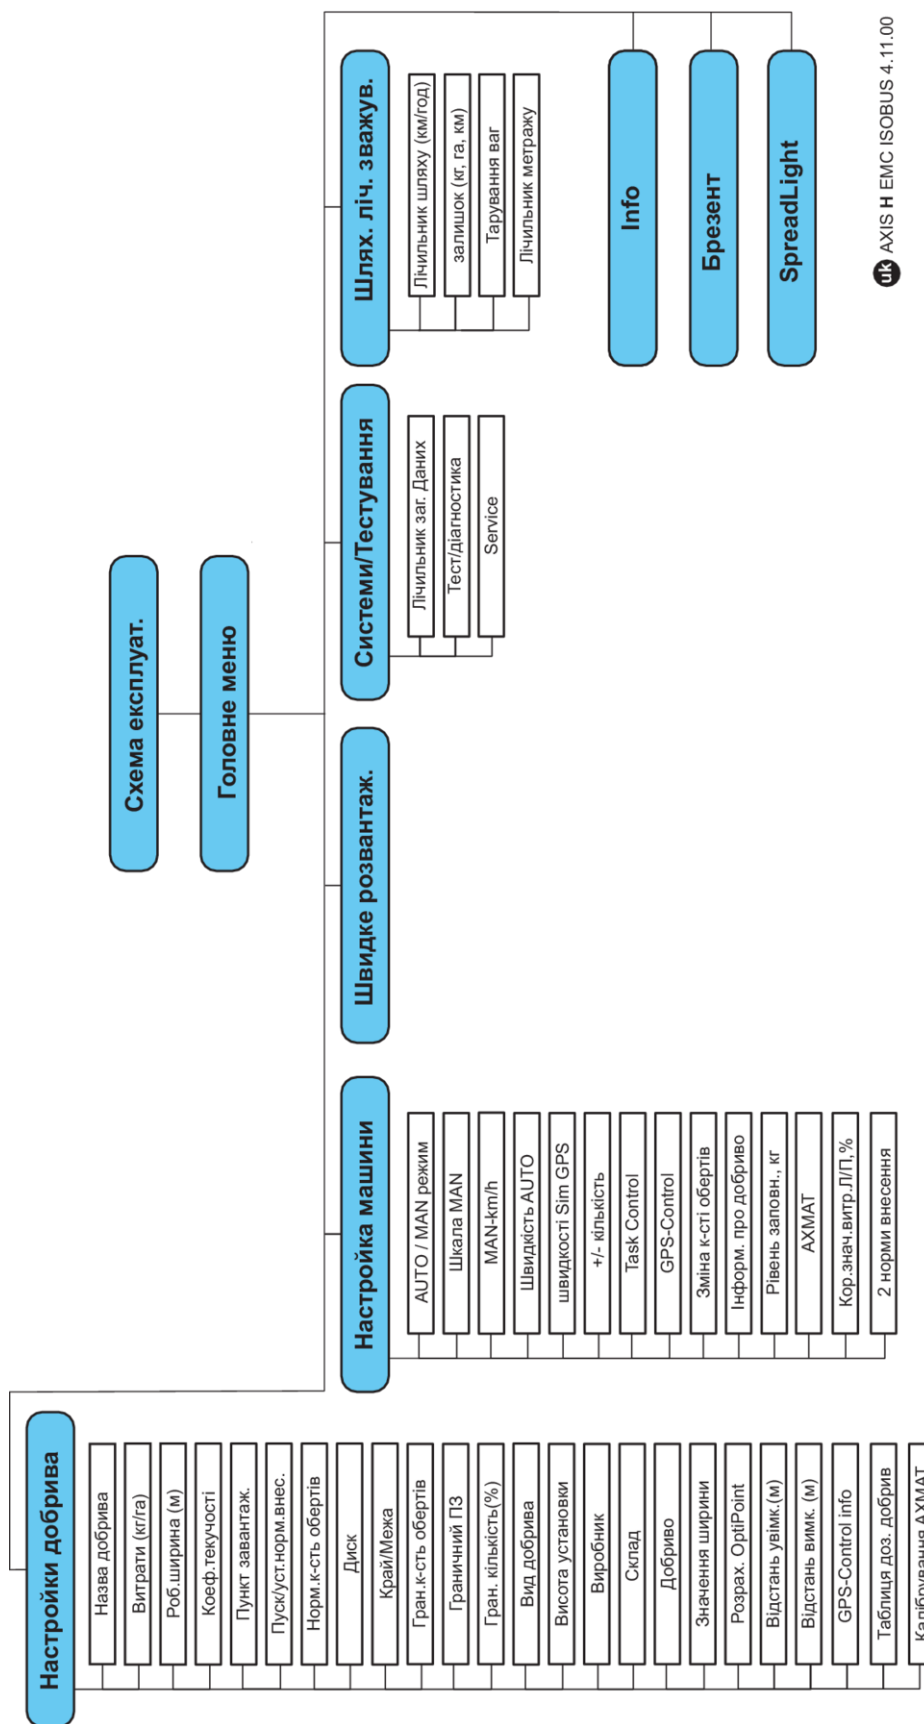 Схема експлуат.
Головне меню
Настройки добрива
Назва добрива
Витрати (кг/га)
Роб.ширина (м)
Коеф.текучості
Пункт завантаж.
Пуск/уст.норм.внес.
Норм.к-сть обертів
Диск
Край/Межа
Гран.к-сть обертів
Граничний ПЗ
Гран. кількість(%)
Вид добрива
Висота установки
Виробник
Склад
Добриво
Значення ширини
Розрах. OptiPoint
Відстань увімк.(м)
Відстань вимк. (м)
GPS-Control info
Таблиця доз. добрив
Калібрування AXMAT
Настройка машини
AUTO / MAN режим
Шкала MAN
MAN-km/h
Швидкість AUTO
швидкості Sim GPS
+/- кількість
Task Control
GPS-Control
Зміна к-сті обертів
Інформ. про добриво
Рівень заповн., кг
AXMAT
Кор.знач.витр.Л/П,%
2 норми внесення
Швидке розвантаж.
Системи/Тестування
Лічильник заг. Даних
Тест/діагностика
Service
Шлях. ліч. зважув.
Лічильник шляху (км/год)
залишок (кг, га, км)
Тарування ваг
Лічильник метражу
Info
Брезент
SpreadLight
uk AXIS H EMC ISOBUS 4.11.00